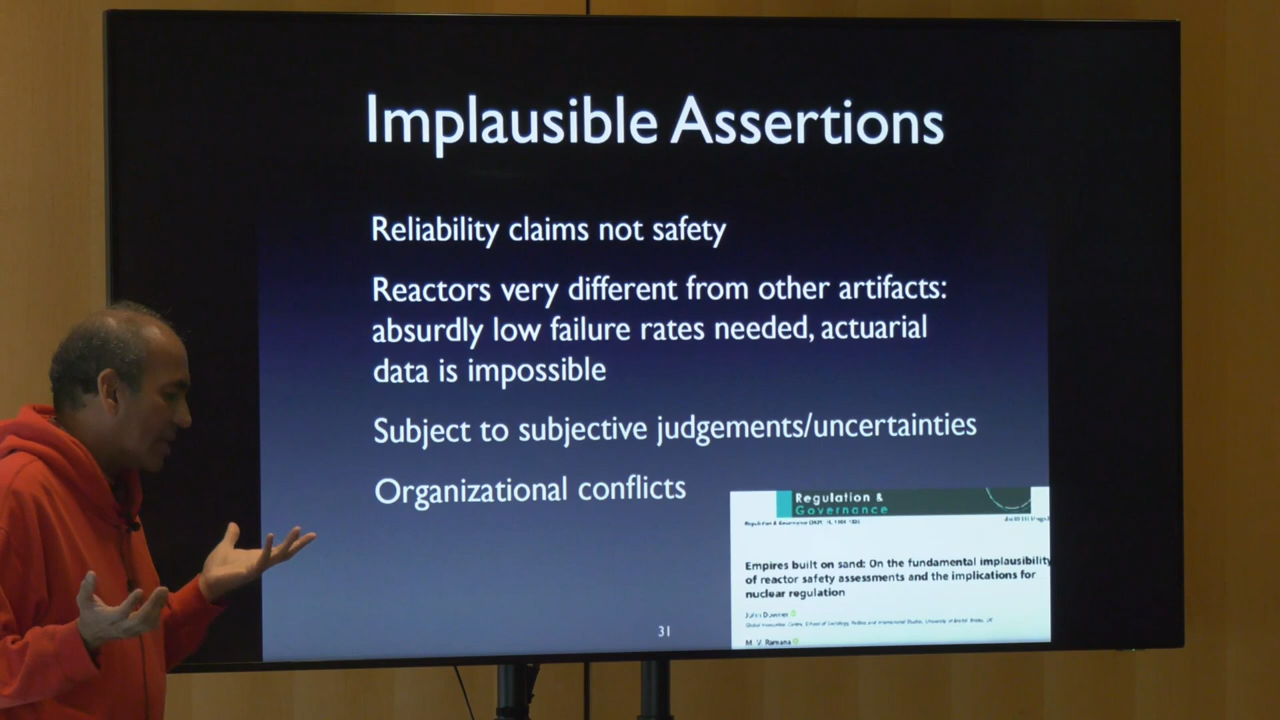 Implausible Assertions
Reliability claims not safety
Reactors very different from other artifacts:
absurdly low failure rates needed, actuarial
data is impossible
Subject to subjective judgements/uncertainties
Organizational conflicts
Regulation &
Governance
Empires built on sand: On the fundamental implausibility
of reactor safety assessments and the implications for
nuclear regulation
John Downer
M. V. Ramana
31